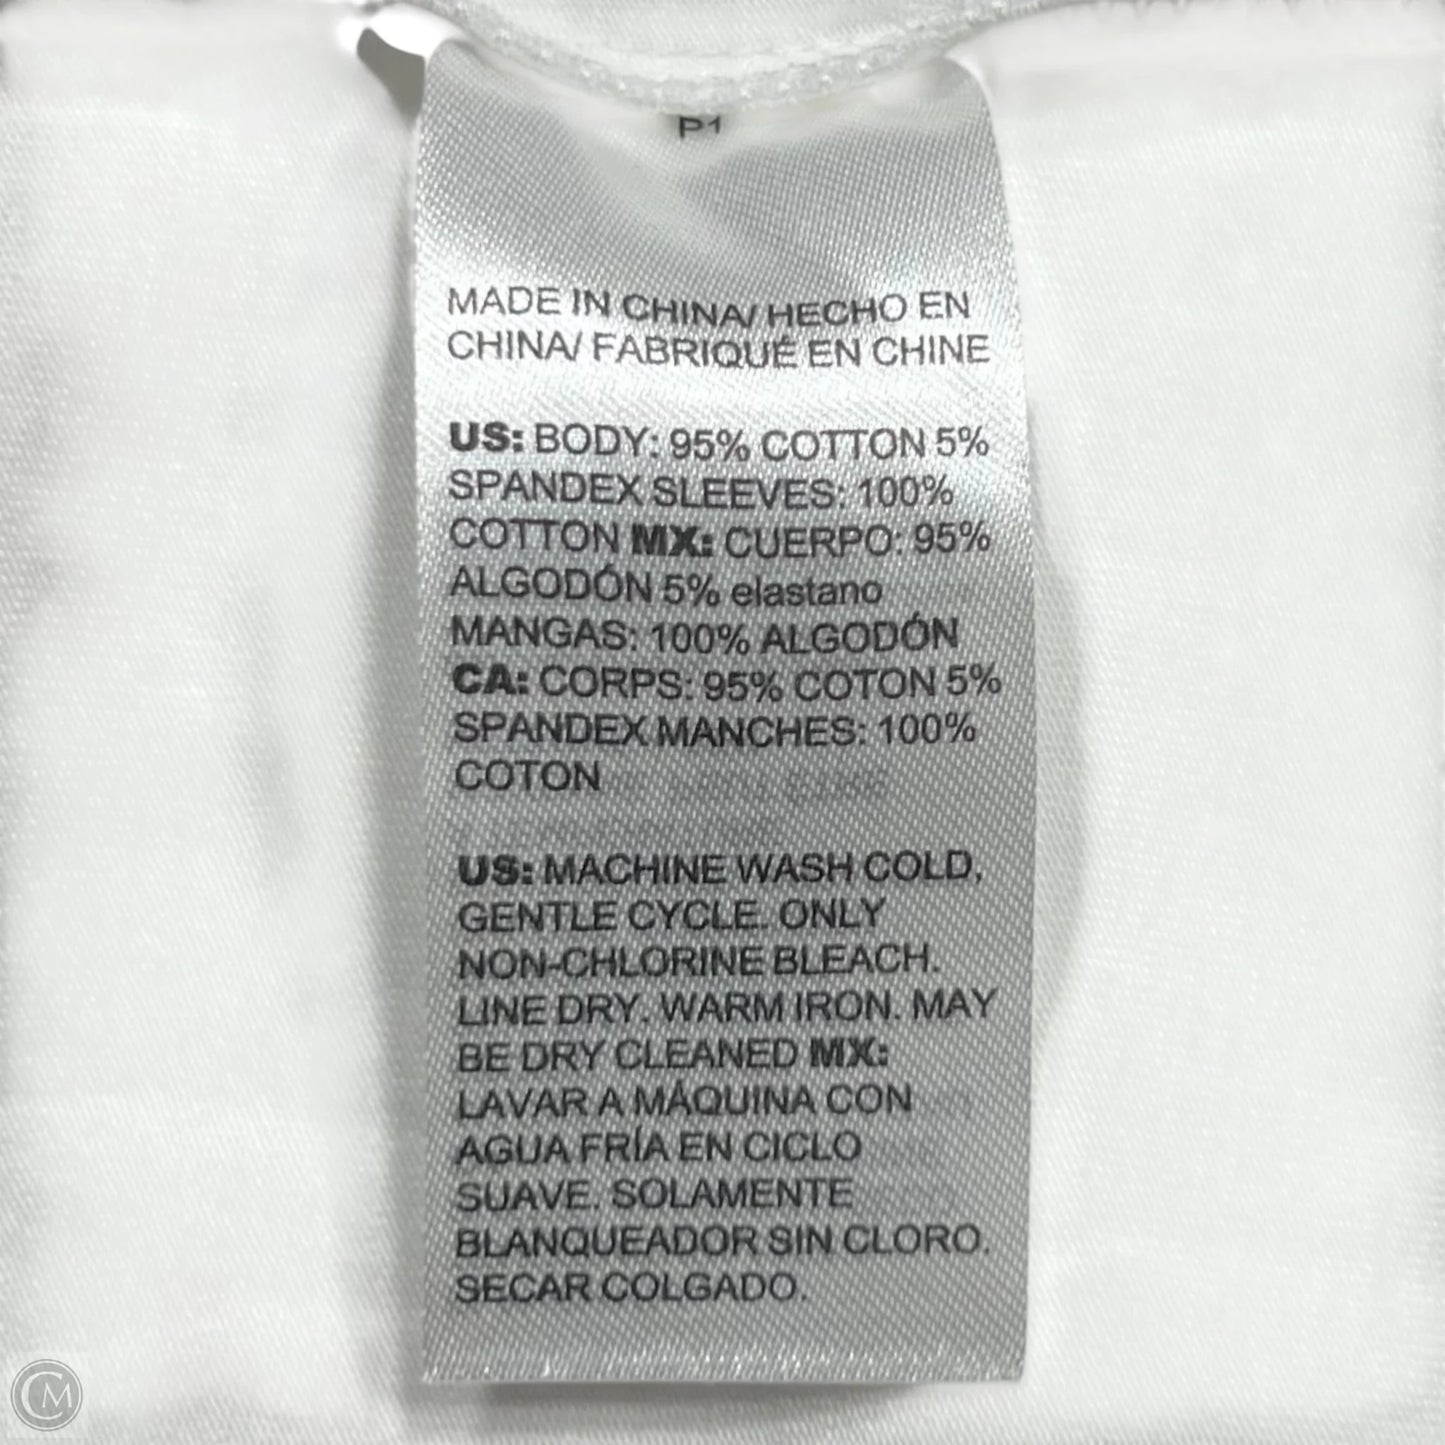 P1
MADE IN CHINA/ HECHO EN
CHINA/ FABRIQUÉ EN CHINE
US: BODY: 95% COTTON 5%
SPANDEX SLEEVES: 100%
COTTON MX: CUERPO: 95%
ALGODÓN 5% elastano
MANGAS: 100% ALGODÓN
CA: CORPS: 95% COTON 5%
SPANDEX MANCHES: 100%
COTON
US: MACHINE WASH COLD,
GENTLE CYCLE. ONLY
NON-CHLORINE BLEACH.
LINE DRY. WARM IRON. MAY
BE DRY CLEANED MX:
LAVAR A MÁQUINA CON
AGUA FRÍA EN CICLO
SUAVE. SOLAMENTE
BLANQUEADOR SIN CLORO.
SECAR COLGADO.
CM